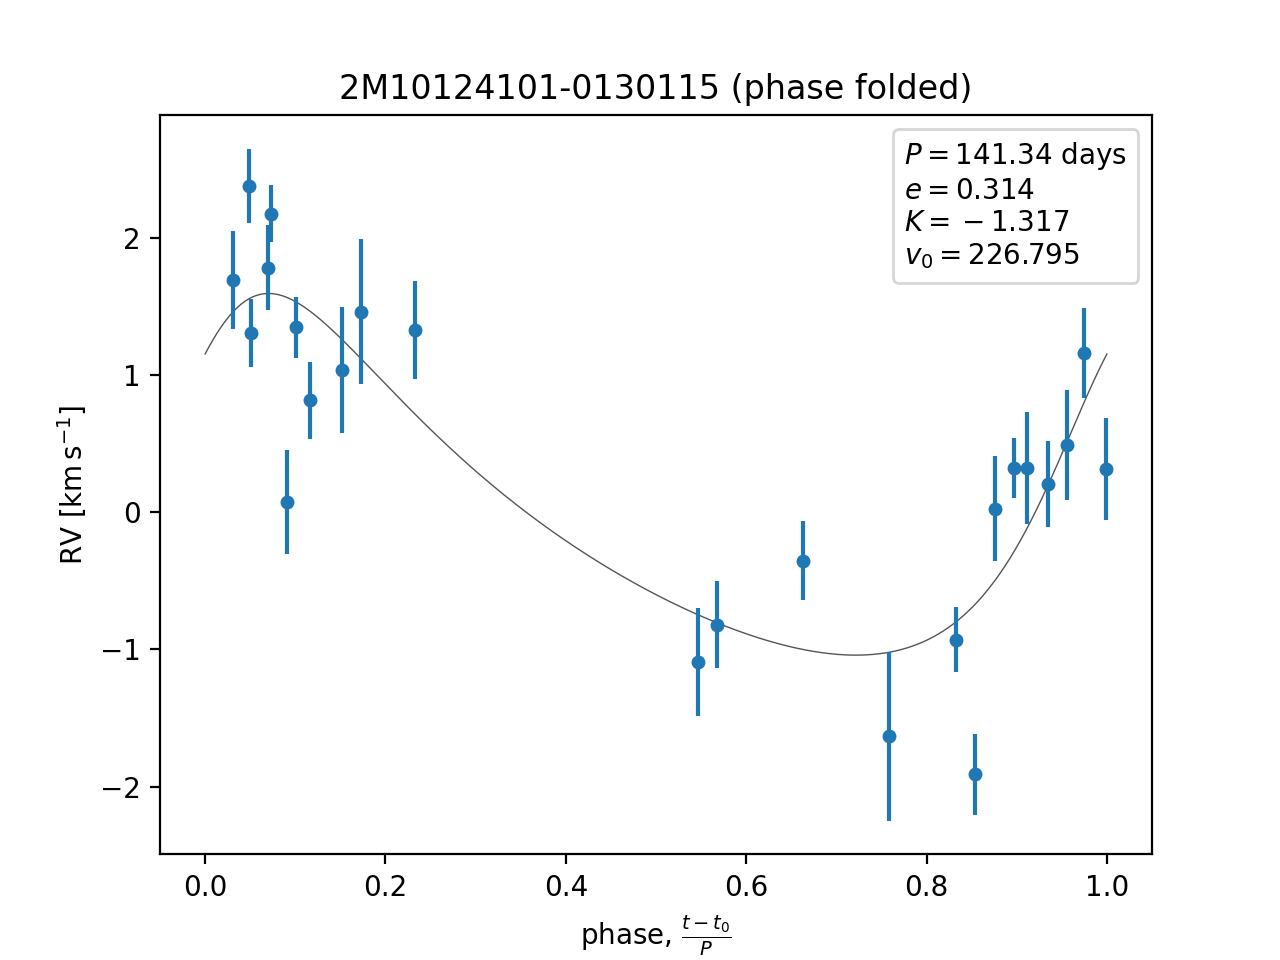 2M10124101-0130115 (phase folded)
P = 141.34 days
e = 0.314
K = −1.317
v₀ = 226.795
RV [km s⁻¹]
2
1
0
−1
−2
0.0 0.2 0.4 0.6 0.8 1.0
phase, (t − t₀)/P